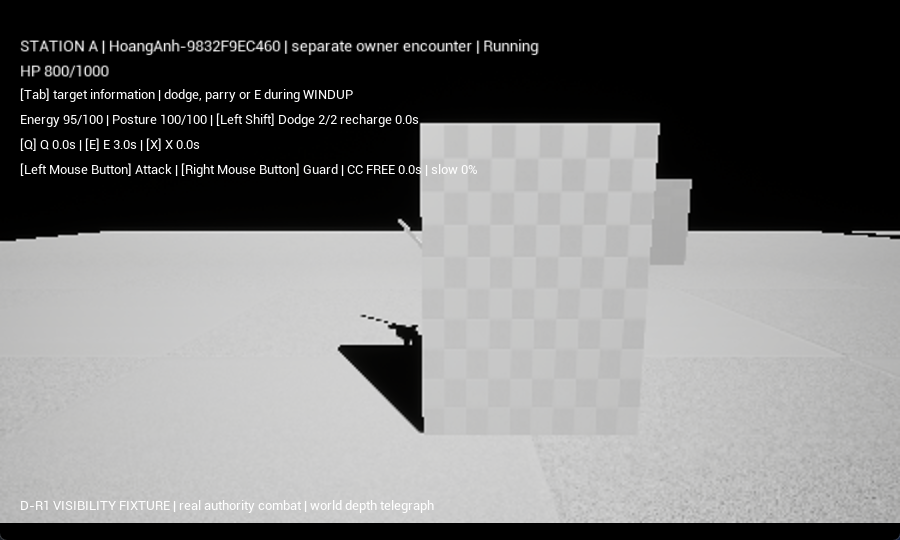 STATION A | HoangAnh-9832F9EC460 | separate owner encounter | Running
HP 800/1000
[Tab] target information | dodge, parry or E during WINDUP
Energy 95/100 | Posture 100/100 | [Left Shift] Dodge 2/2 recharge 0.0s
[Q] Q 0.0s | [E] E 3.0s | [X] X 0.0s
[Left Mouse Button] Attack | [Right Mouse Button] Guard | CC FREE 0.0s | slow 0%
D-R1 VISIBILITY FIXTURE | real authority combat | world depth telegraph